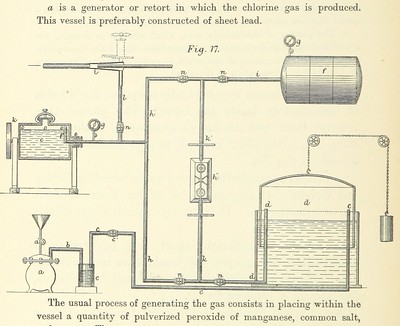 a is a generator or retort in which the chlorine gas is produced.
This vessel is preferably constructed of sheet lead.
Fig. 17.
g
l
n
n
i
f
k
g
l
n
h
k
h
d
d
c
a
b
c
c
e
h
n
k
n
d
c
The usual process of generating the gas consists in placing within the
vessel a quantity of pulverized peroxide of manganese, common salt,